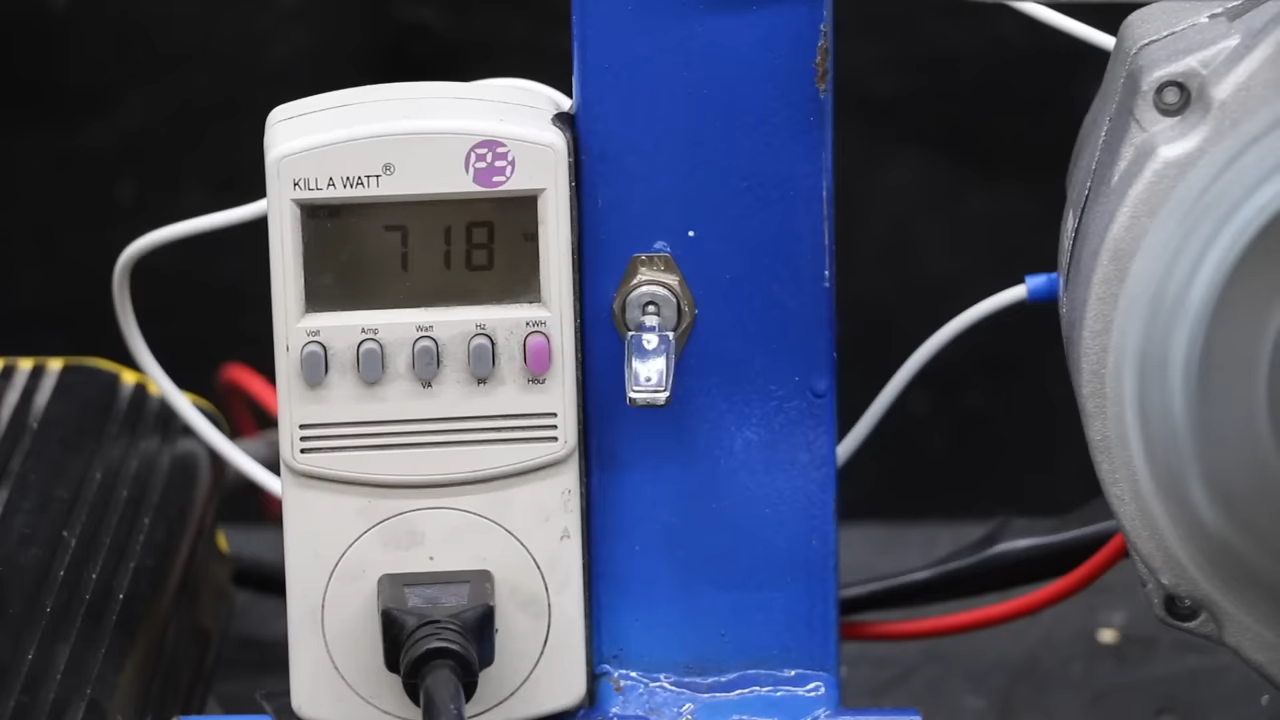 KILL A WATT®
P3
718
Volt Amp Watt Hz KWH
VA PF Hour
ON